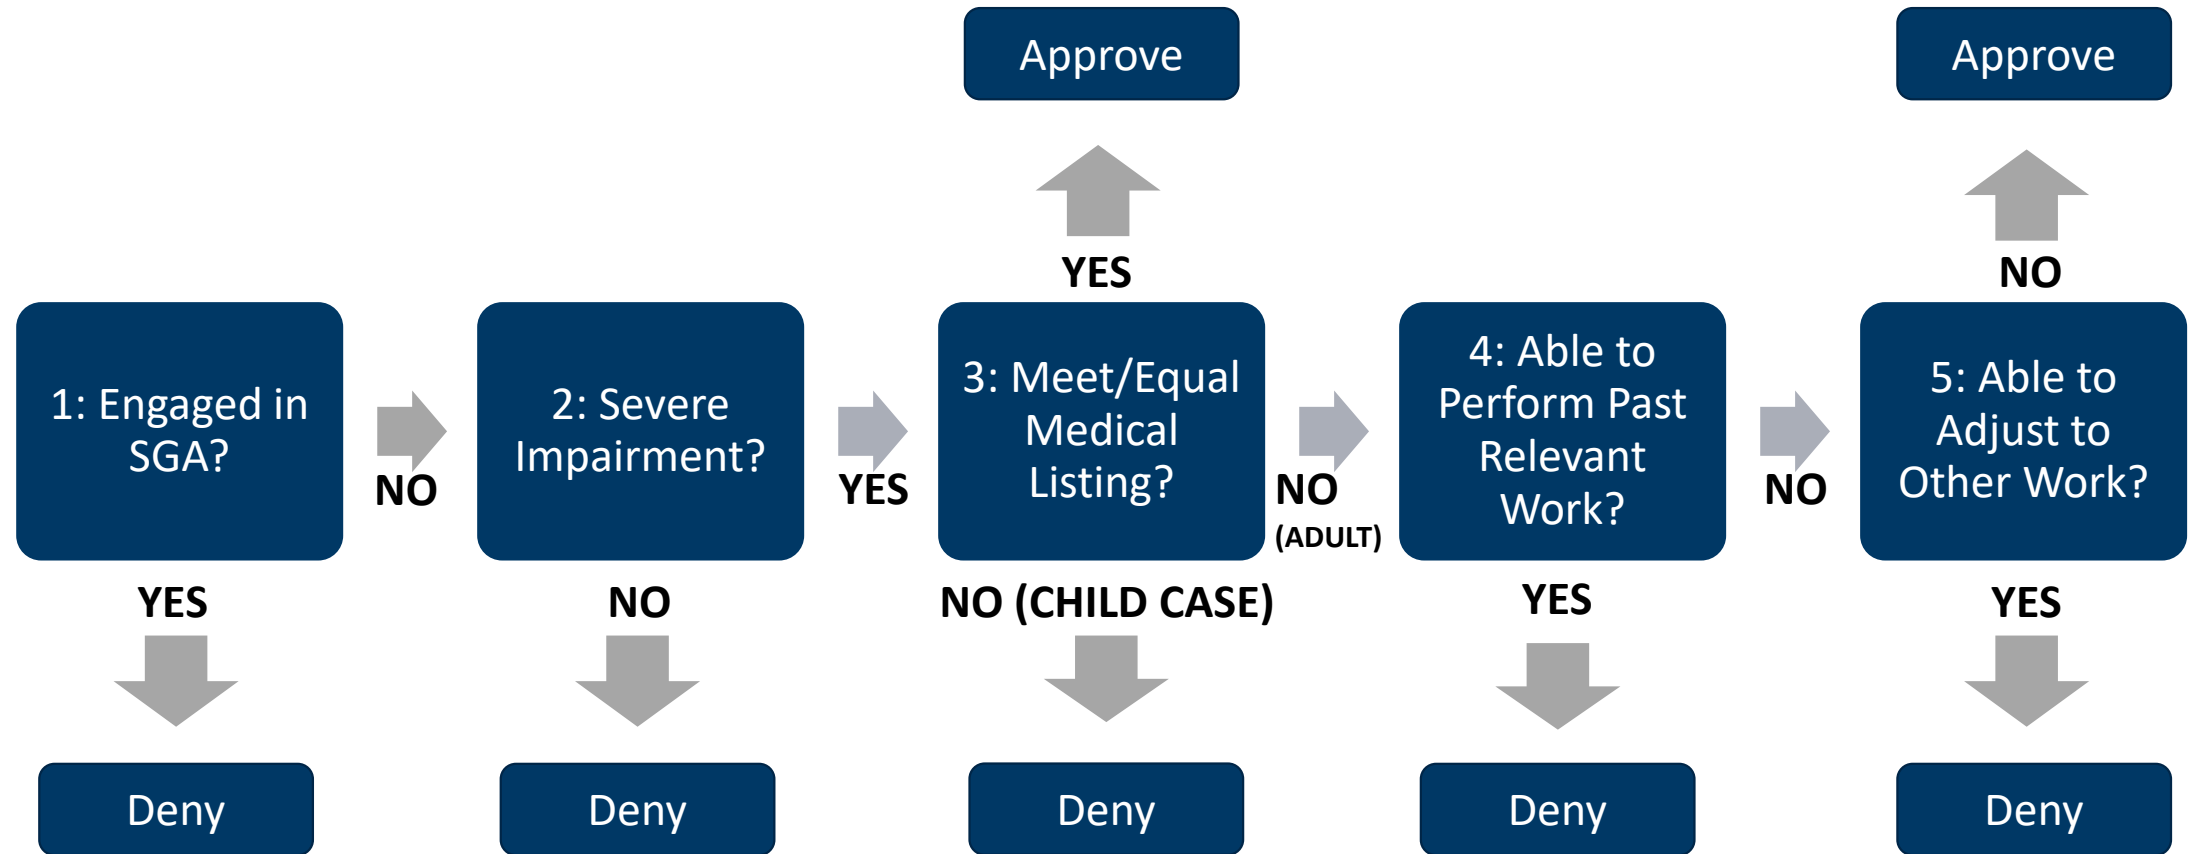 Approve
Approve
YES
NO
1: Engaged in
SGA?
NO
2: Severe
Impairment?
YES
3: Meet/Equal
Medical
Listing?
NO
(ADULT)
4: Able to
Perform Past
Relevant
Work?
NO
5: Able to
Adjust to
Other Work?
YES
NO
NO (CHILD CASE)
YES
YES
Deny
Deny
Deny
Deny
Deny